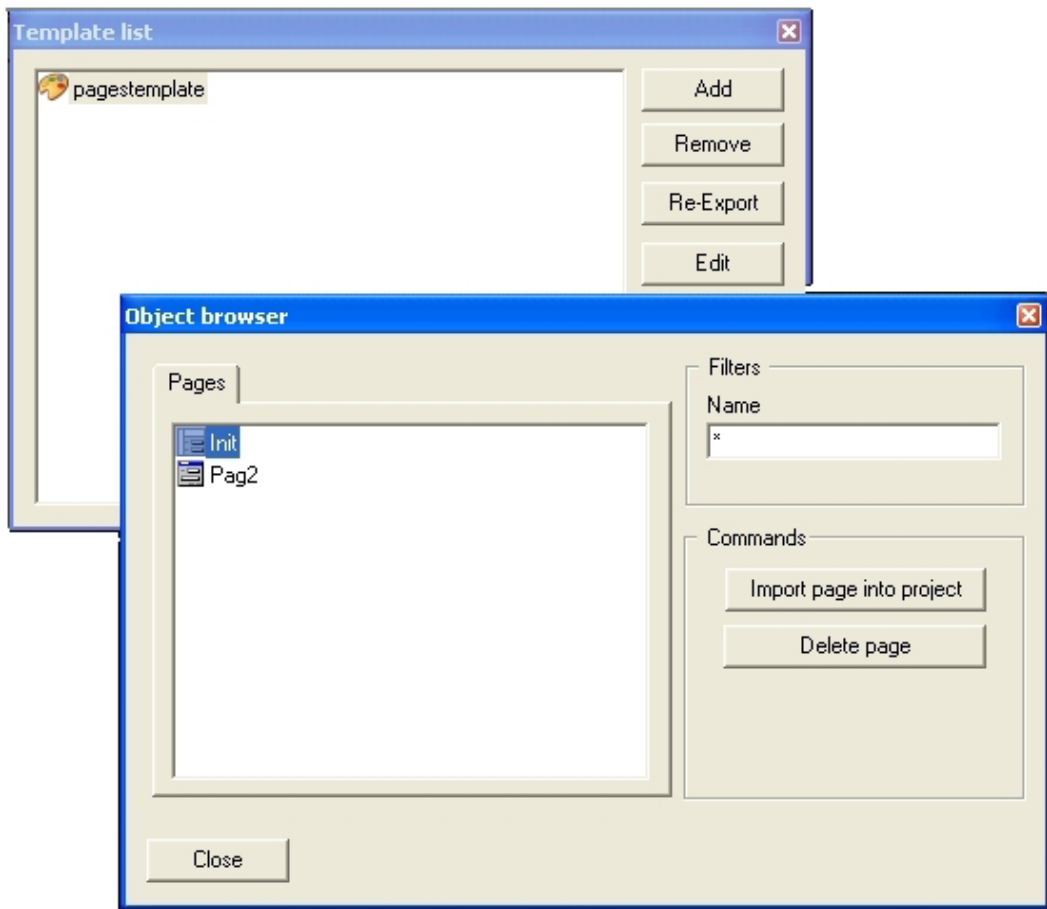 Template list
pagestemplate
Add
Remove
Re-Export
Edit
Object browser
Pages
Init
Pag2
Filters
Name
*
Commands
Import page into project
Delete page
Close